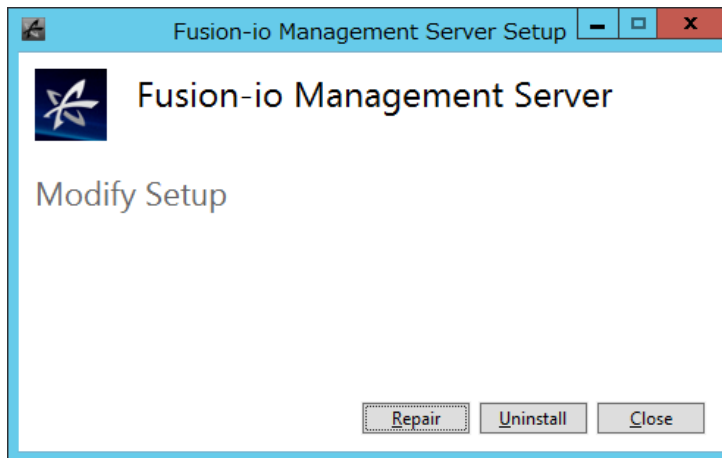 Fusion-io Management Server Setup
Fusion-io Management Server
Modify Setup
Repair Uninstall Close